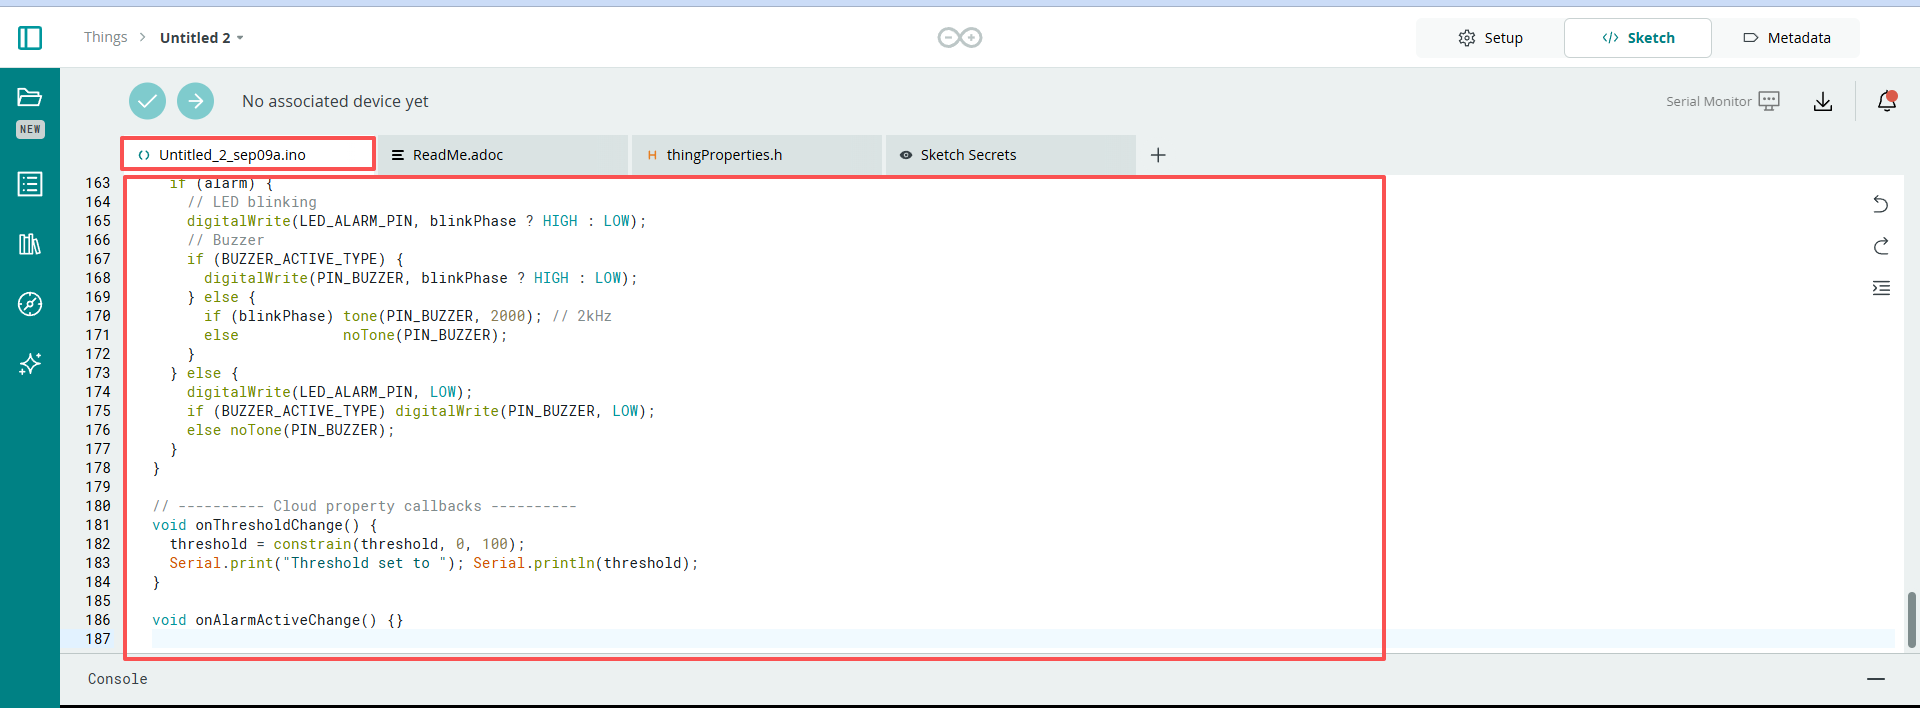 Things > Untitled 2
Setup
</> Sketch
Metadata
No associated device yet
Serial Monitor
NEW
Untitled_2_sep09a.ino
ReadMe.adoc
H thingProperties.h
Sketch Secrets
+
163 if (alarm) {
164 // LED blinking
165 digitalWrite(LED_ALARM_PIN, blinkPhase ? HIGH : LOW);
166 // Buzzer
167 if (BUZZER_ACTIVE_TYPE) {
168 digitalWrite(PIN_BUZZER, blinkPhase ? HIGH : LOW);
169 } else {
170 if (blinkPhase) tone(PIN_BUZZER, 2000); // 2kHz
171 else noTone(PIN_BUZZER);
172 }
173 } else {
174 digitalWrite(LED_ALARM_PIN, LOW);
175 if (BUZZER_ACTIVE_TYPE) digitalWrite(PIN_BUZZER, LOW);
176 else noTone(PIN_BUZZER);
177 }
178 }
179
180 // ---------- Cloud property callbacks ----------
181 void onThresholdChange() {
182 threshold = constrain(threshold, 0, 100);
183 Serial.print("Threshold set to "); Serial.println(threshold);
184 }
185
186 void onAlarmActiveChange() {}
187
Console